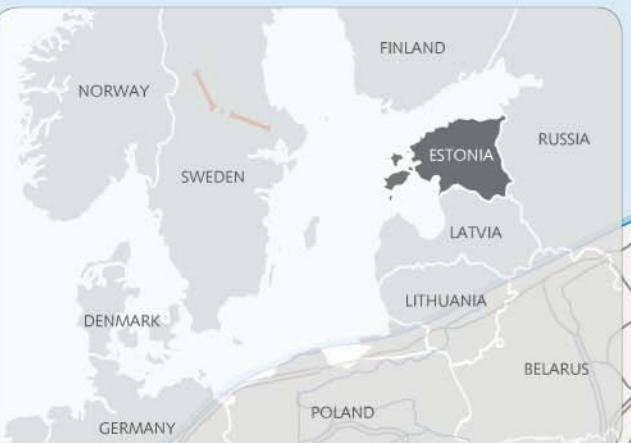 FINLAND
NORWAY
RUSSIA
ESTONIA
SWEDEN
LATVIA
LITHUANIA
DENMARK
BELARUS
POLAND
GERMANY